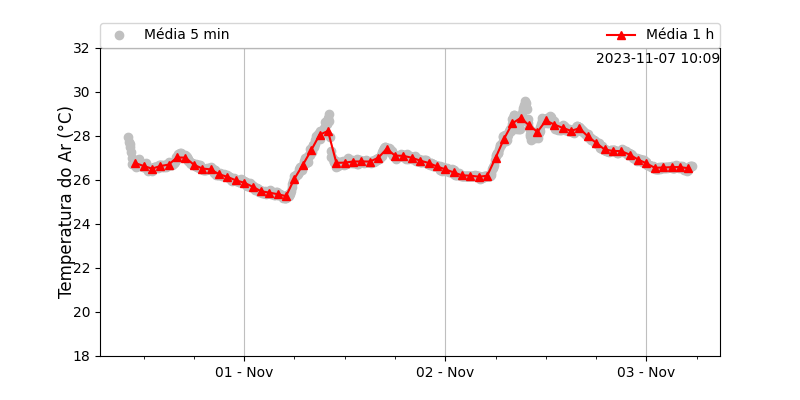 Média 5 min
Média 1 h
2023-11-07 10:09
Temperatura do Ar (°C)
32
30
28
26
24
22
20
18
01 - Nov
02 - Nov
03 - Nov